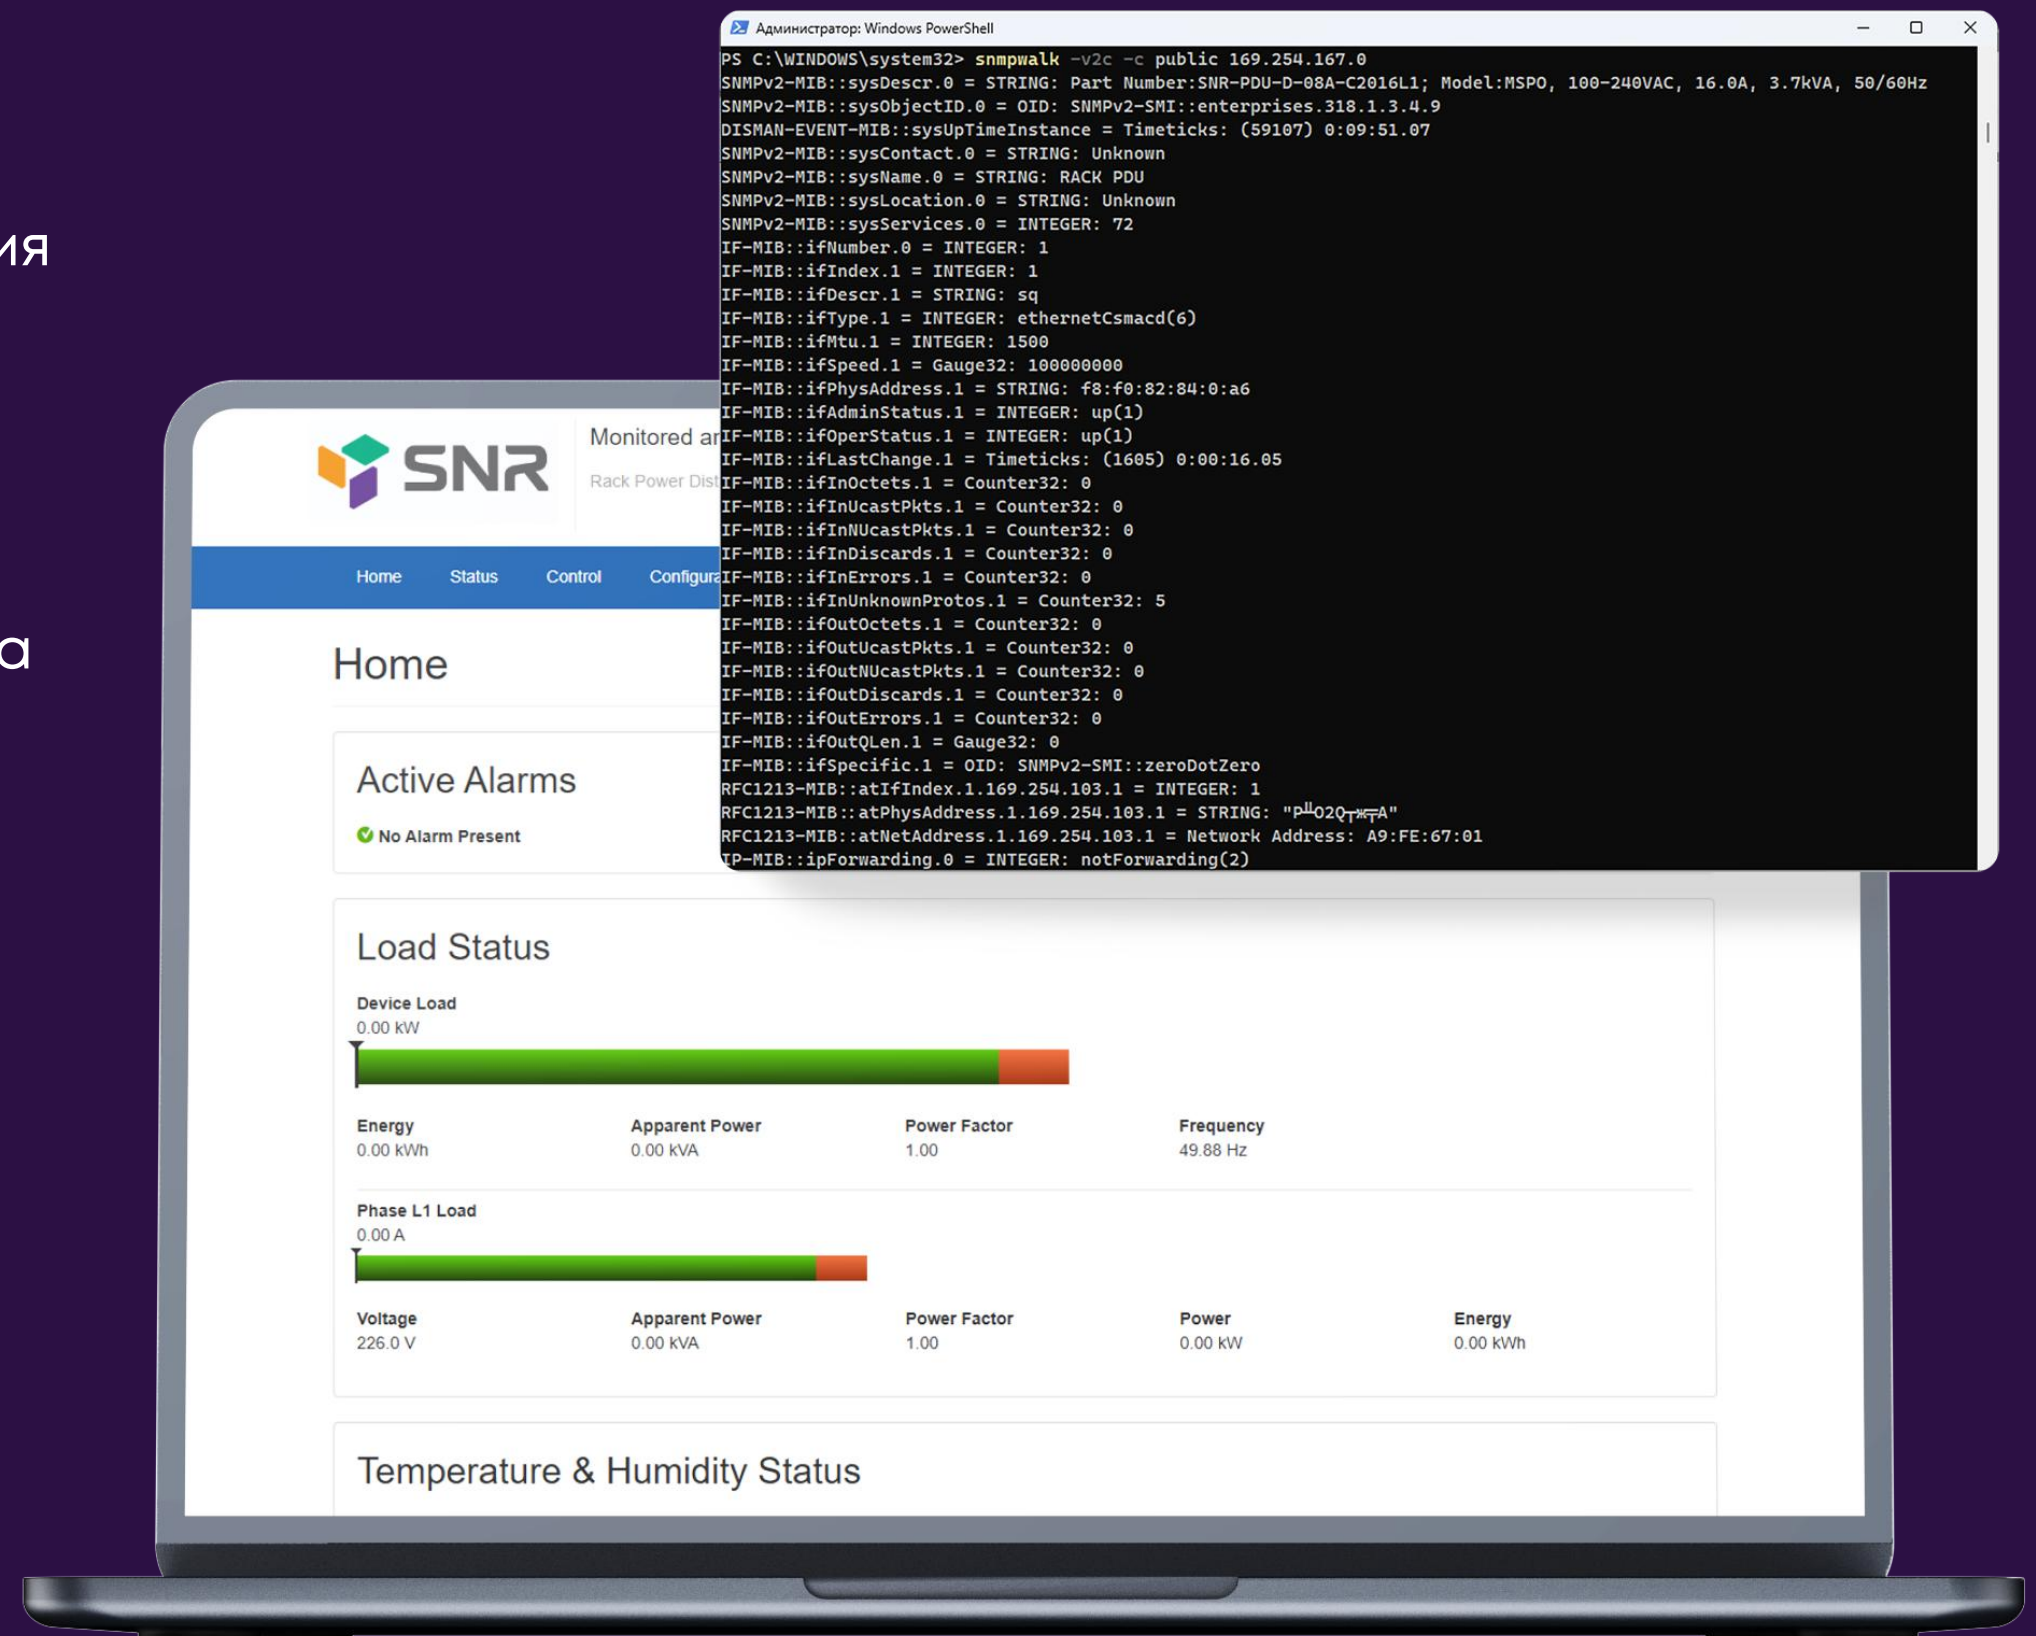 ия
а
Администратор: Windows PowerShell
PS C:\WINDOWS\system32> snmpwalk -v2c -c public 169.254.167.0
SNMPv2-MIB::sysDescr.0 = STRING: Part Number:SNR-PDU-D-08A-C2016L1; Model:MSPO, 100-240VAC, 16.0A, 3.7kVA, 50/60Hz
SNMPv2-MIB::sysObjectID.0 = OID: SNMPv2-SMI::enterprises.318.1.3.4.9
DISMAN-EVENT-MIB::sysUpTimeInstance = Timeticks: (59107) 0:09:51.07
SNMPv2-MIB::sysContact.0 = STRING: Unknown
SNMPv2-MIB::sysName.0 = STRING: RACK PDU
SNMPv2-MIB::sysLocation.0 = STRING: Unknown
SNMPv2-MIB::sysServices.0 = INTEGER: 72
IF-MIB::ifNumber.0 = INTEGER: 1
IF-MIB::ifIndex.1 = INTEGER: 1
IF-MIB::ifDescr.1 = STRING: sq
IF-MIB::ifType.1 = INTEGER: ethernetCsmacd(6)
IF-MIB::ifMtu.1 = INTEGER: 1500
IF-MIB::ifSpeed.1 = Gauge32: 100000000
IF-MIB::ifPhysAddress.1 = STRING: f8:f0:82:84:0:a6
IF-MIB::ifAdminStatus.1 = INTEGER: up(1)
IF-MIB::ifOperStatus.1 = INTEGER: up(1)
IF-MIB::ifLastChange.1 = Timeticks: (1605) 0:00:16.05
IF-MIB::ifInOctets.1 = Counter32: 0
IF-MIB::ifInUcastPkts.1 = Counter32: 0
IF-MIB::ifInNUcastPkts.1 = Counter32: 0
IF-MIB::ifInDiscards.1 = Counter32: 0
IF-MIB::ifInErrors.1 = Counter32: 0
IF-MIB::ifInUnknownProtos.1 = Counter32: 5
IF-MIB::ifOutOctets.1 = Counter32: 0
IF-MIB::ifOutUcastPkts.1 = Counter32: 0
IF-MIB::ifOutNUcastPkts.1 = Counter32: 0
IF-MIB::ifOutDiscards.1 = Counter32: 0
IF-MIB::ifOutErrors.1 = Counter32: 0
IF-MIB::ifOutQLen.1 = Gauge32: 0
IF-MIB::ifSpecific.1 = OID: SNMPv2-SMI::zeroDotZero
RFC1213-MIB::atIfIndex.1.169.254.103.1 = INTEGER: 1
RFC1213-MIB::atPhysAddress.1.169.254.103.1 = STRING: "P╨O2Q┬ж╤A"
RFC1213-MIB::atNetAddress.1.169.254.103.1 = Network Address: A9:FE:67:01
IP-MIB::ipForwarding.0 = INTEGER: notForwarding(2)
SNR
Monitored ar
Rack Power Dist
Home Status Control Configura
Home
Active Alarms
No Alarm Present
Load Status
Device Load
0.00 kW
Energy Apparent Power Power Factor Frequency
0.00 kWh 0.00 kVA 1.00 49.88 Hz
Phase L1 Load
0.00 A
Voltage Apparent Power Power Factor Power Energy
226.0 V 0.00 kVA 1.00 0.00 kW 0.00 kWh
Temperature & Humidity Status